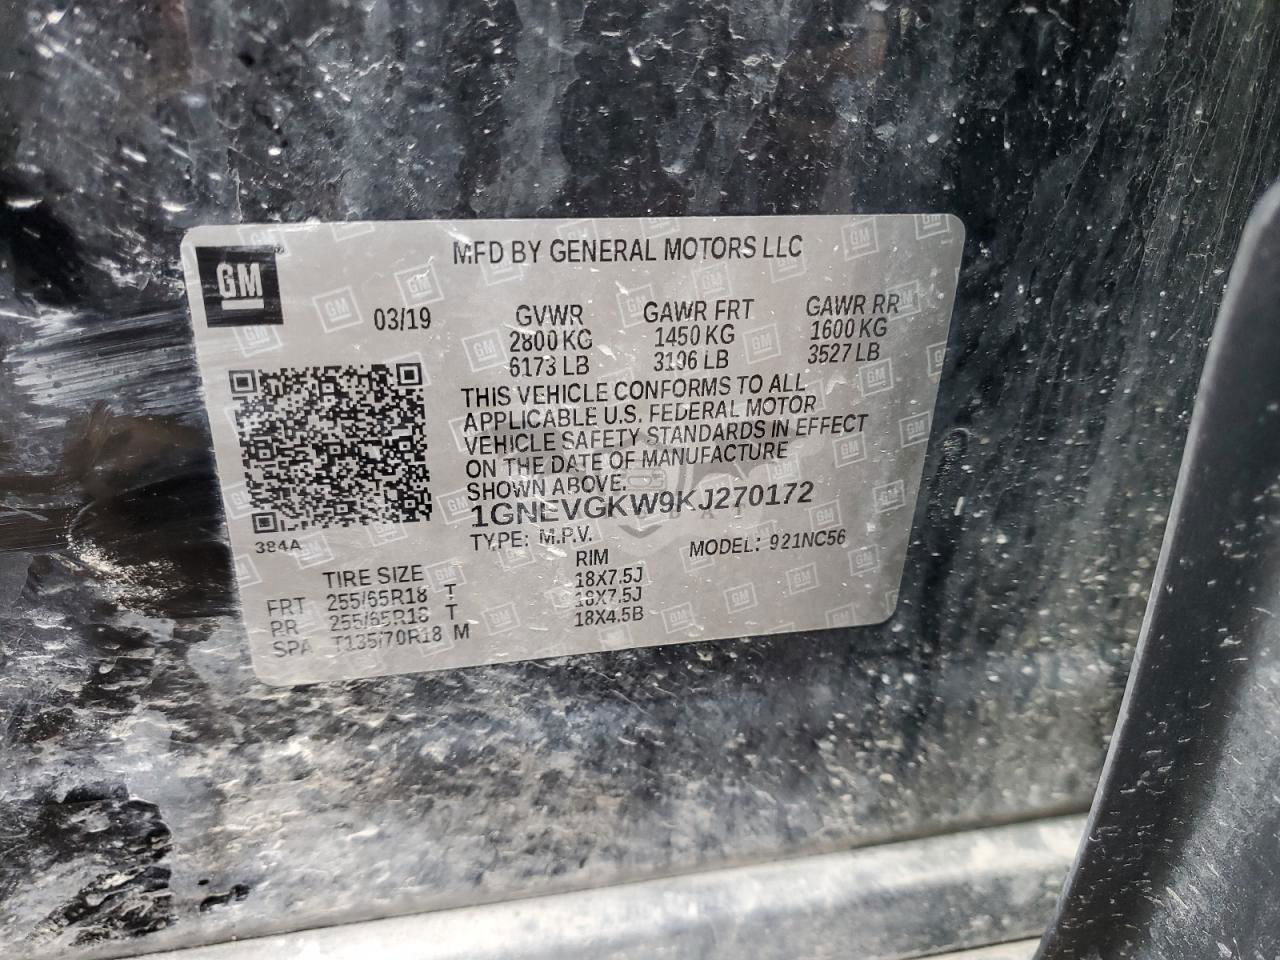 MFD BY GENERAL MOTORS LLC
GM
03/19 GVWR GAWR FRT GAWR RR
2800 KG 1450 KG 1600 KG
6173 LB 3196 LB 3527 LB
THIS VEHICLE CONFORMS TO ALL
APPLICABLE U.S. FEDERAL MOTOR
VEHICLE SAFETY STANDARDS IN EFFECT
ON THE DATE OF MANUFACTURE
SHOWN ABOVE.
1GNEVGKW9KJ270172
384A
TYPE: M.P.V. MODEL: 921NC56
TIRE SIZE RIM
FRT 255/65R18 T 18X7.5J
RR 255/65R18 T 18X7.5J
SPA T135/70R18 M 18X4.5B